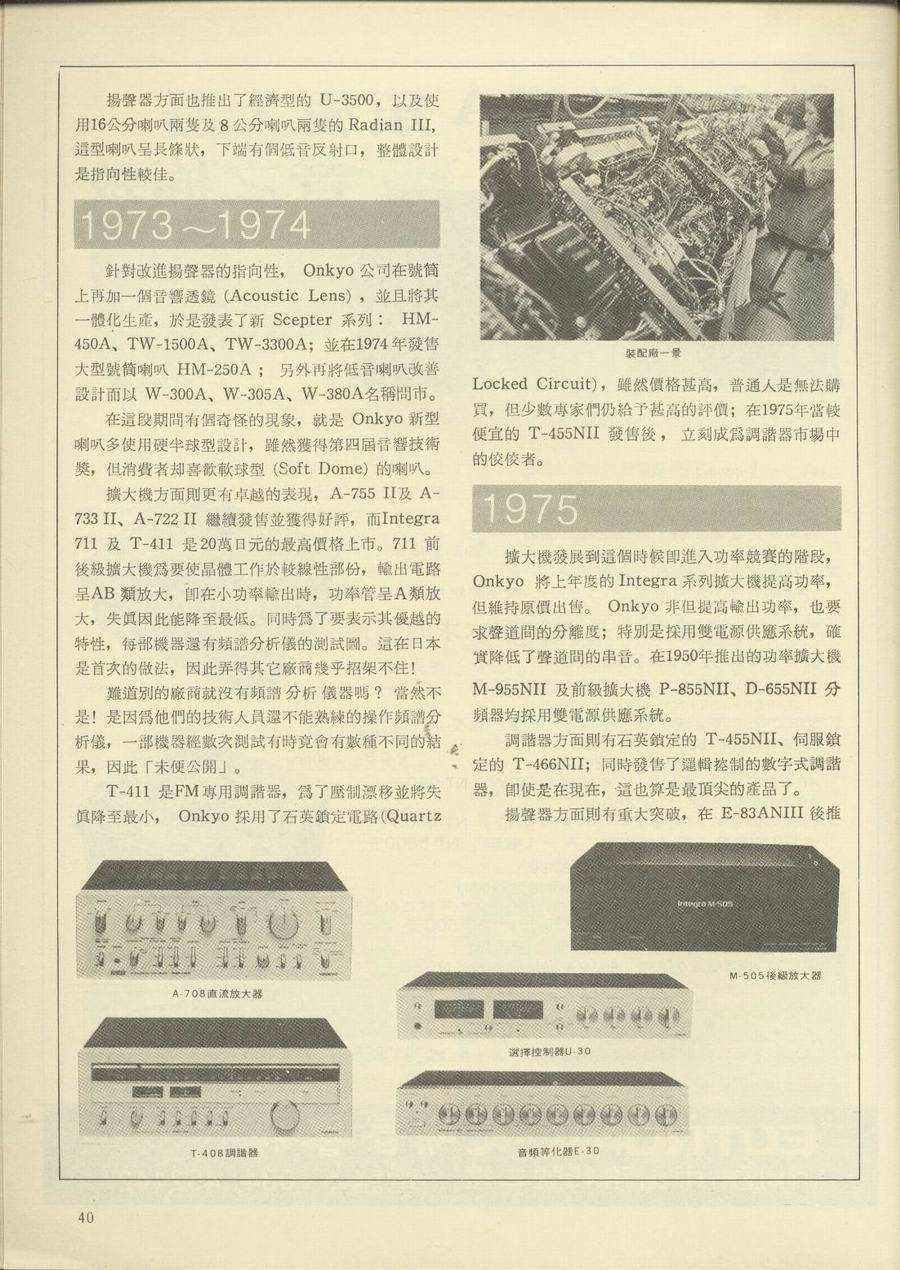 揚聲器方面也推出了經濟型的 U-3500，以及使
用16公分喇叭兩隻及 8 公分喇叭兩隻的 Radian III,
這型喇叭呈長條狀，下端有個低音反射口，整體設計
是指向性較佳。
1973～1974
針對改進揚聲器的指向性， Onkyo 公司在號筒
上再加一個音響透鏡 (Acoustic Lens) ，並且將其
一體化生產，於是發表了新 Scepter 系列： HM-
450A、TW-1500A、TW-3300A；並在1974 年發售
大型號筒喇叭 HM-250A ； 另外再將低音喇叭改善
設計而以 W-300A、W-305A、W-380A名稱問市。
在這段期間有個奇怪的現象，就是 Onkyo 新型
喇叭多使用硬半球型設計，雖然獲得第四屆音響技術
獎，但消費者却喜歡軟球型 (Soft Dome) 的喇叭。
擴大機方面則更有卓越的表現，A-755 II及 A-
733 II、A-722 II 繼續發售並獲得好評，而Integra
711 及 T-411 是20萬日元的最高價格上市。711 前
後級擴大機爲要使晶體工作於較線性部份，輸出電路
呈AB 類放大，卽在小功率輸出時，功率管呈A類放
大，失眞因此能降至最低。同時爲了要表示其優越的
特性，每部機器還有頻譜分析儀的測試圖。這在日本
是首次的做法，因此弄得其它廠商幾乎招架不住！
難道別的廠商就沒有頻譜分析儀器嗎？ 當然不
是！是因爲他們的技術人員還不能熟練的操作頻譜分
析儀，一部機器經數次測試有時竟會有數種不同的結
果，因此「未便公開」。
T-411 是FM專用調諧器，爲了壓制漂移並將失
眞降至最小， Onkyo 採用了石英鎖定電路(Quartz
裝配廠一景
Locked Circuit)，雖然價格甚高，普通人是無法購
買，但少數專家們仍給予甚高的評價；在1975年當較
便宜的 T-455NII 發售後，立刻成爲調諧器市場中
的佼佼者。
1975
擴大機發展到這個時候卽進入功率競賽的階段，
Onkyo 將上年度的 Integra 系列擴大機提高功率，
但維持原價出售。 Onkyo 非但提高輸出功率，也要
求聲道間的分離度；特別是採用雙電源供應系統，確
實降低了聲道間的串音。在1950年推出的功率擴大機
M-955NII 及前級擴大機 P-855NII、D-655NII 分
頻器均採用雙電源供應系統。
調諧器方面則有石英鎖定的 T-455NII、伺服鎖
定的 T-466NII；同時發售了邏輯控制的數字式調諧
器，卽使是在現在，這也算是最頂尖的產品了。
揚聲器方面則有重大突破，在 E-83ANIII 後推
Integra M-505
A-708直流放大器
M-505後級放大器
選擇控制器U-30
T-408調諧器
音頻等化器E-30
40